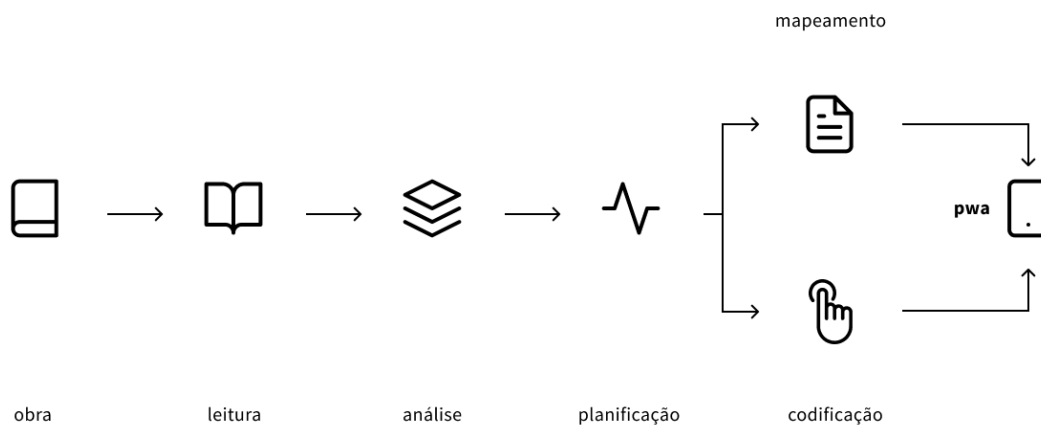 mapeamento
pwa
obra
leitura
análise
planificação
codificação